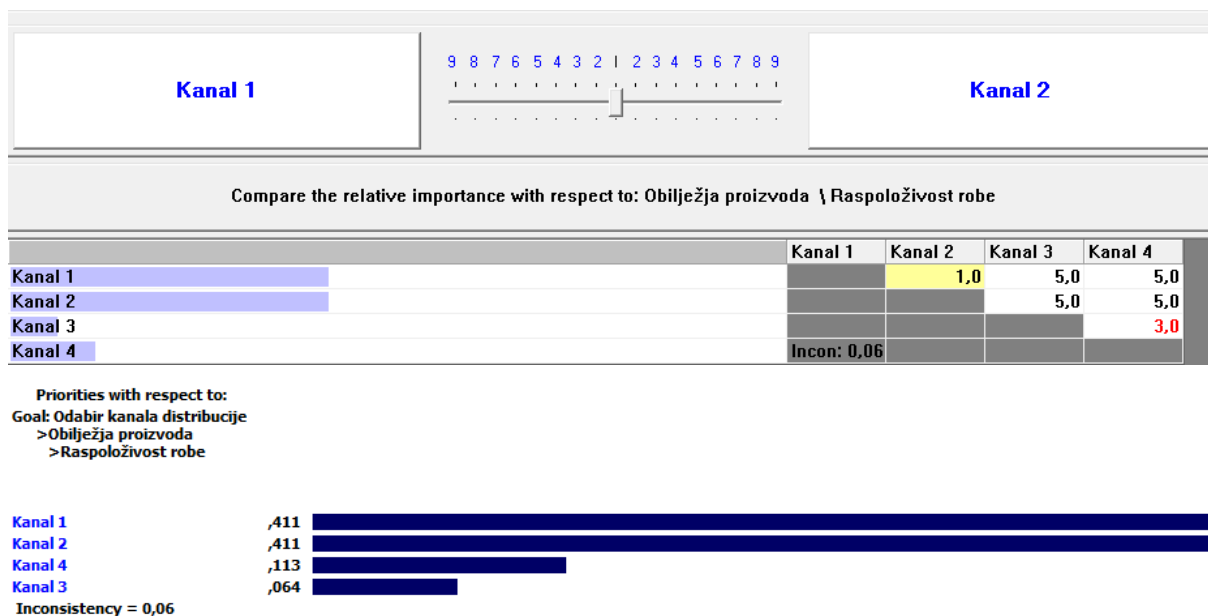 9 8 7 6 5 4 3 2 | 2 3 4 5 6 7 8 9
Kanal 1
Kanal 2
Compare the relative importance with respect to: Obilježja proizvoda \ Raspoloživost robe
Kanal 1 Kanal 2 Kanal 3 Kanal 4
Kanal 1 1,0 5,0 5,0
Kanal 2 5,0 5,0
Kanal 3 3,0
Kanal 4 Incon: 0,06
Priorities with respect to:
Goal: Odabir kanala distribucije
>Obilježja proizvoda
>Raspoloživost robe
Kanal 1 ,411
Kanal 2 ,411
Kanal 4 ,113
Kanal 3 ,064
Inconsistency = 0,06